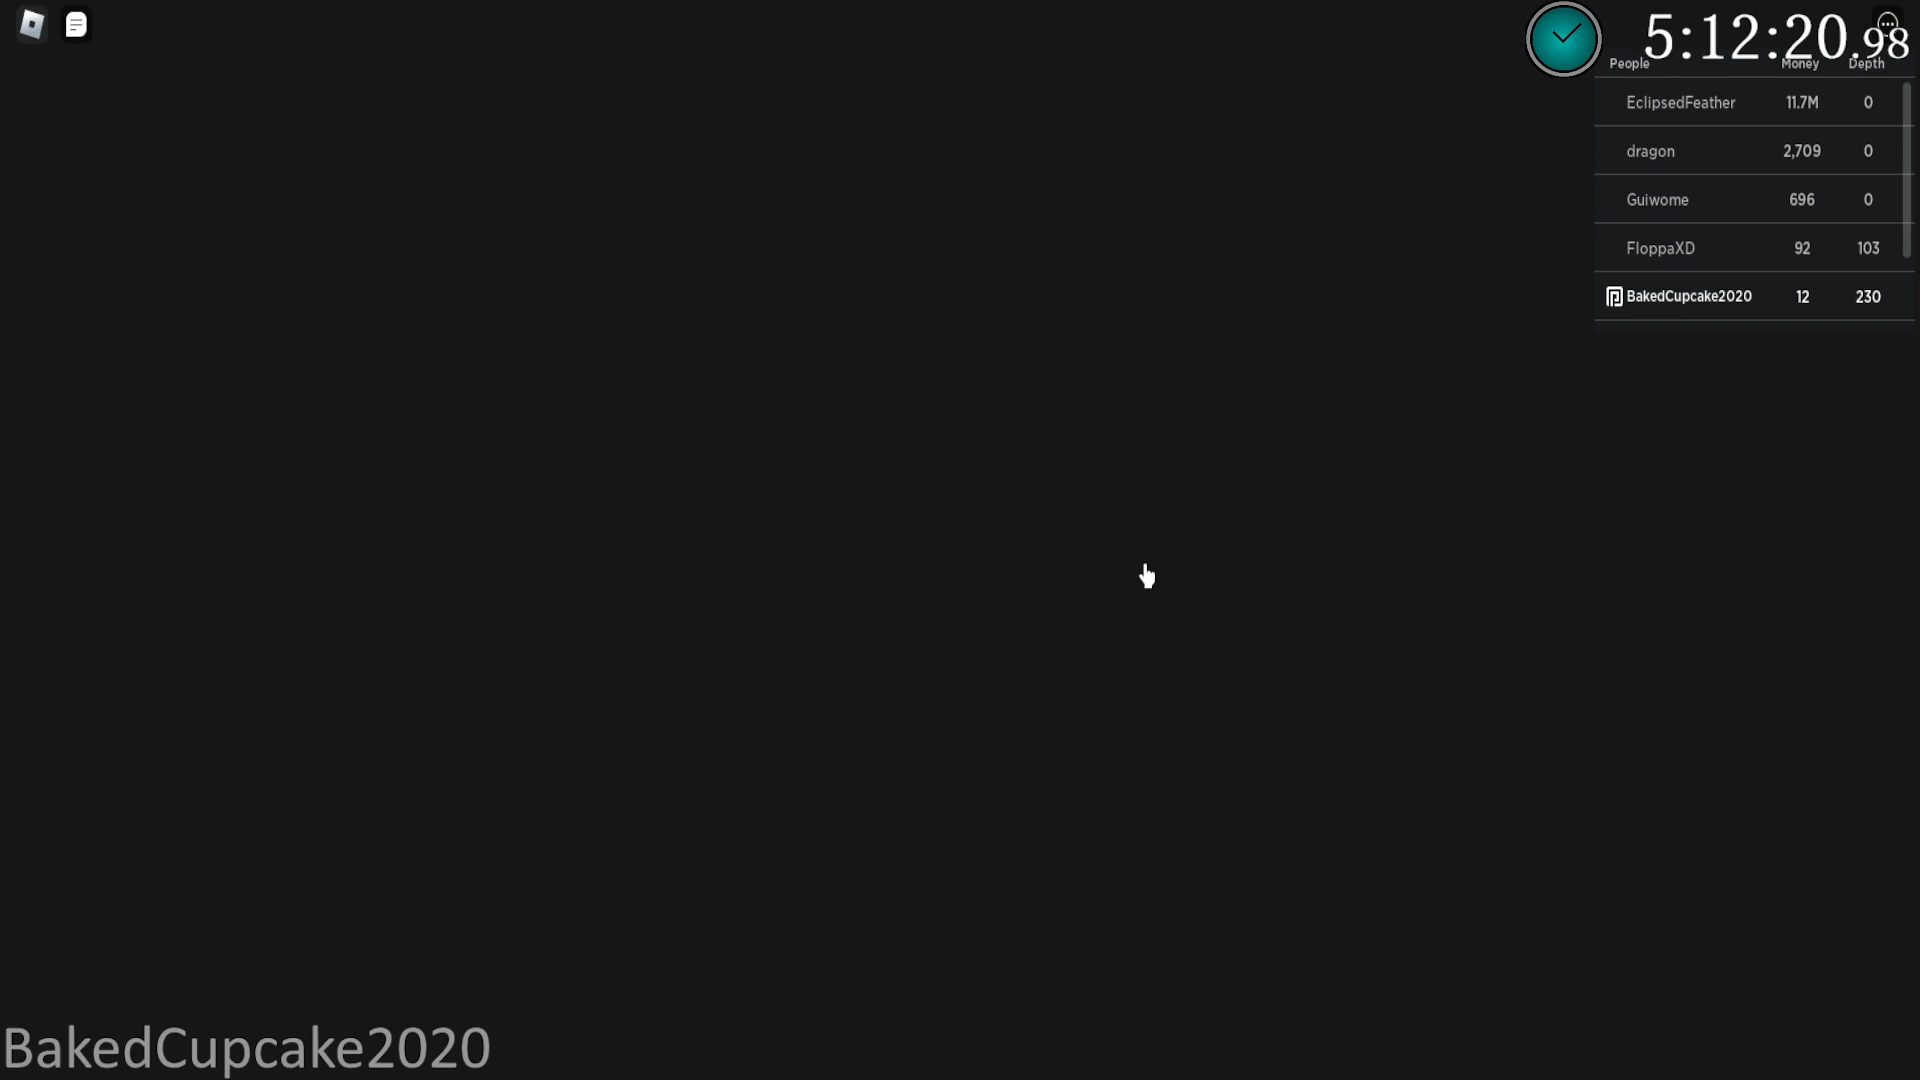 5:12:20.98
People Money Depth
EclipsedFeather 11.7M 0
dragon 2,709 0
Guiwome 696 0
FloppaXD 92 103
BakedCupcake2020 12 230
BakedCupcake2020